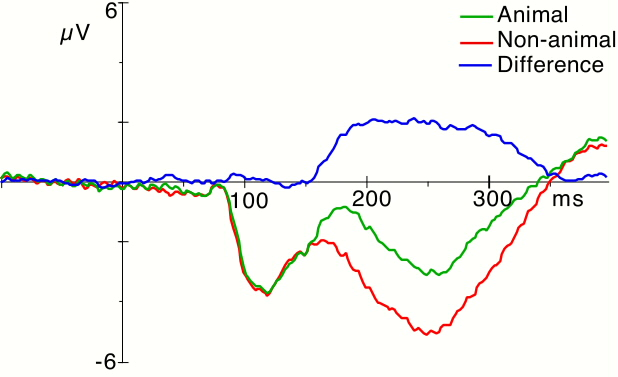 6
μV
Animal
Non-animal
Difference
100
200
300
ms
-6